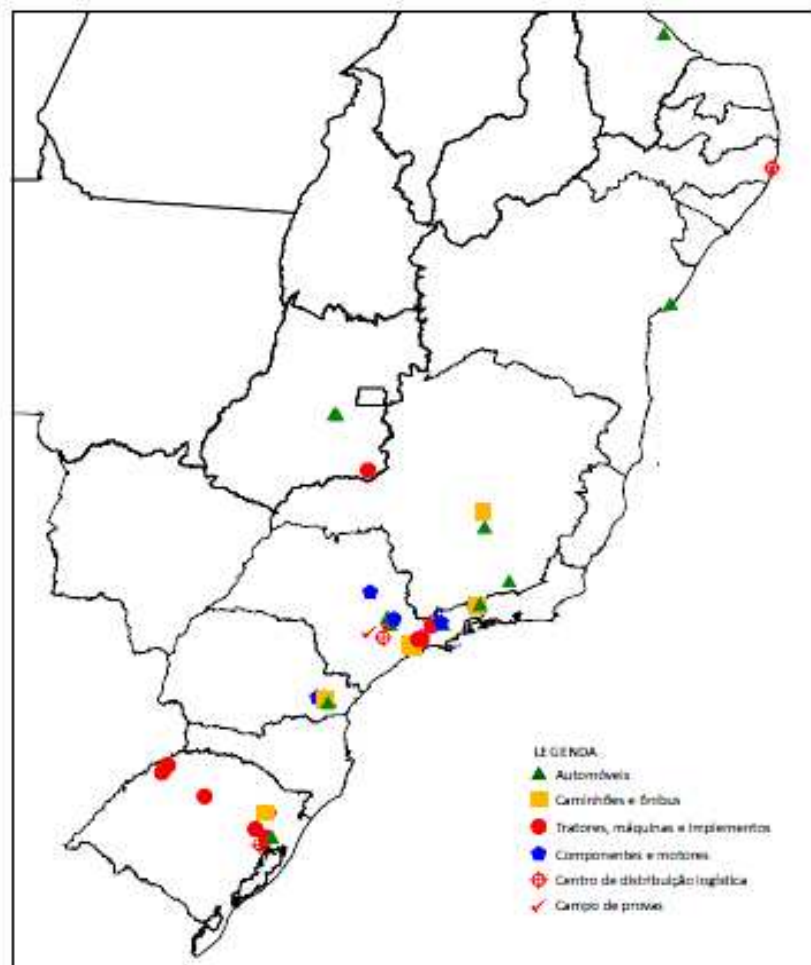 LEGENDA
Automóveis
Caminhões e ônibus
Tratores, máquinas e implementos
Componentes e motores
Centro de distribuição logística
Campo de provas